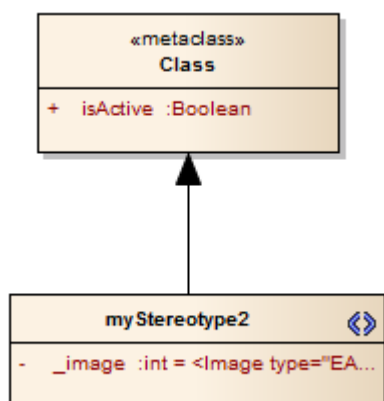 «metaclass»
Class
+ isActive :Boolean
myStereotype2
- _image :int = <Image type="EA...